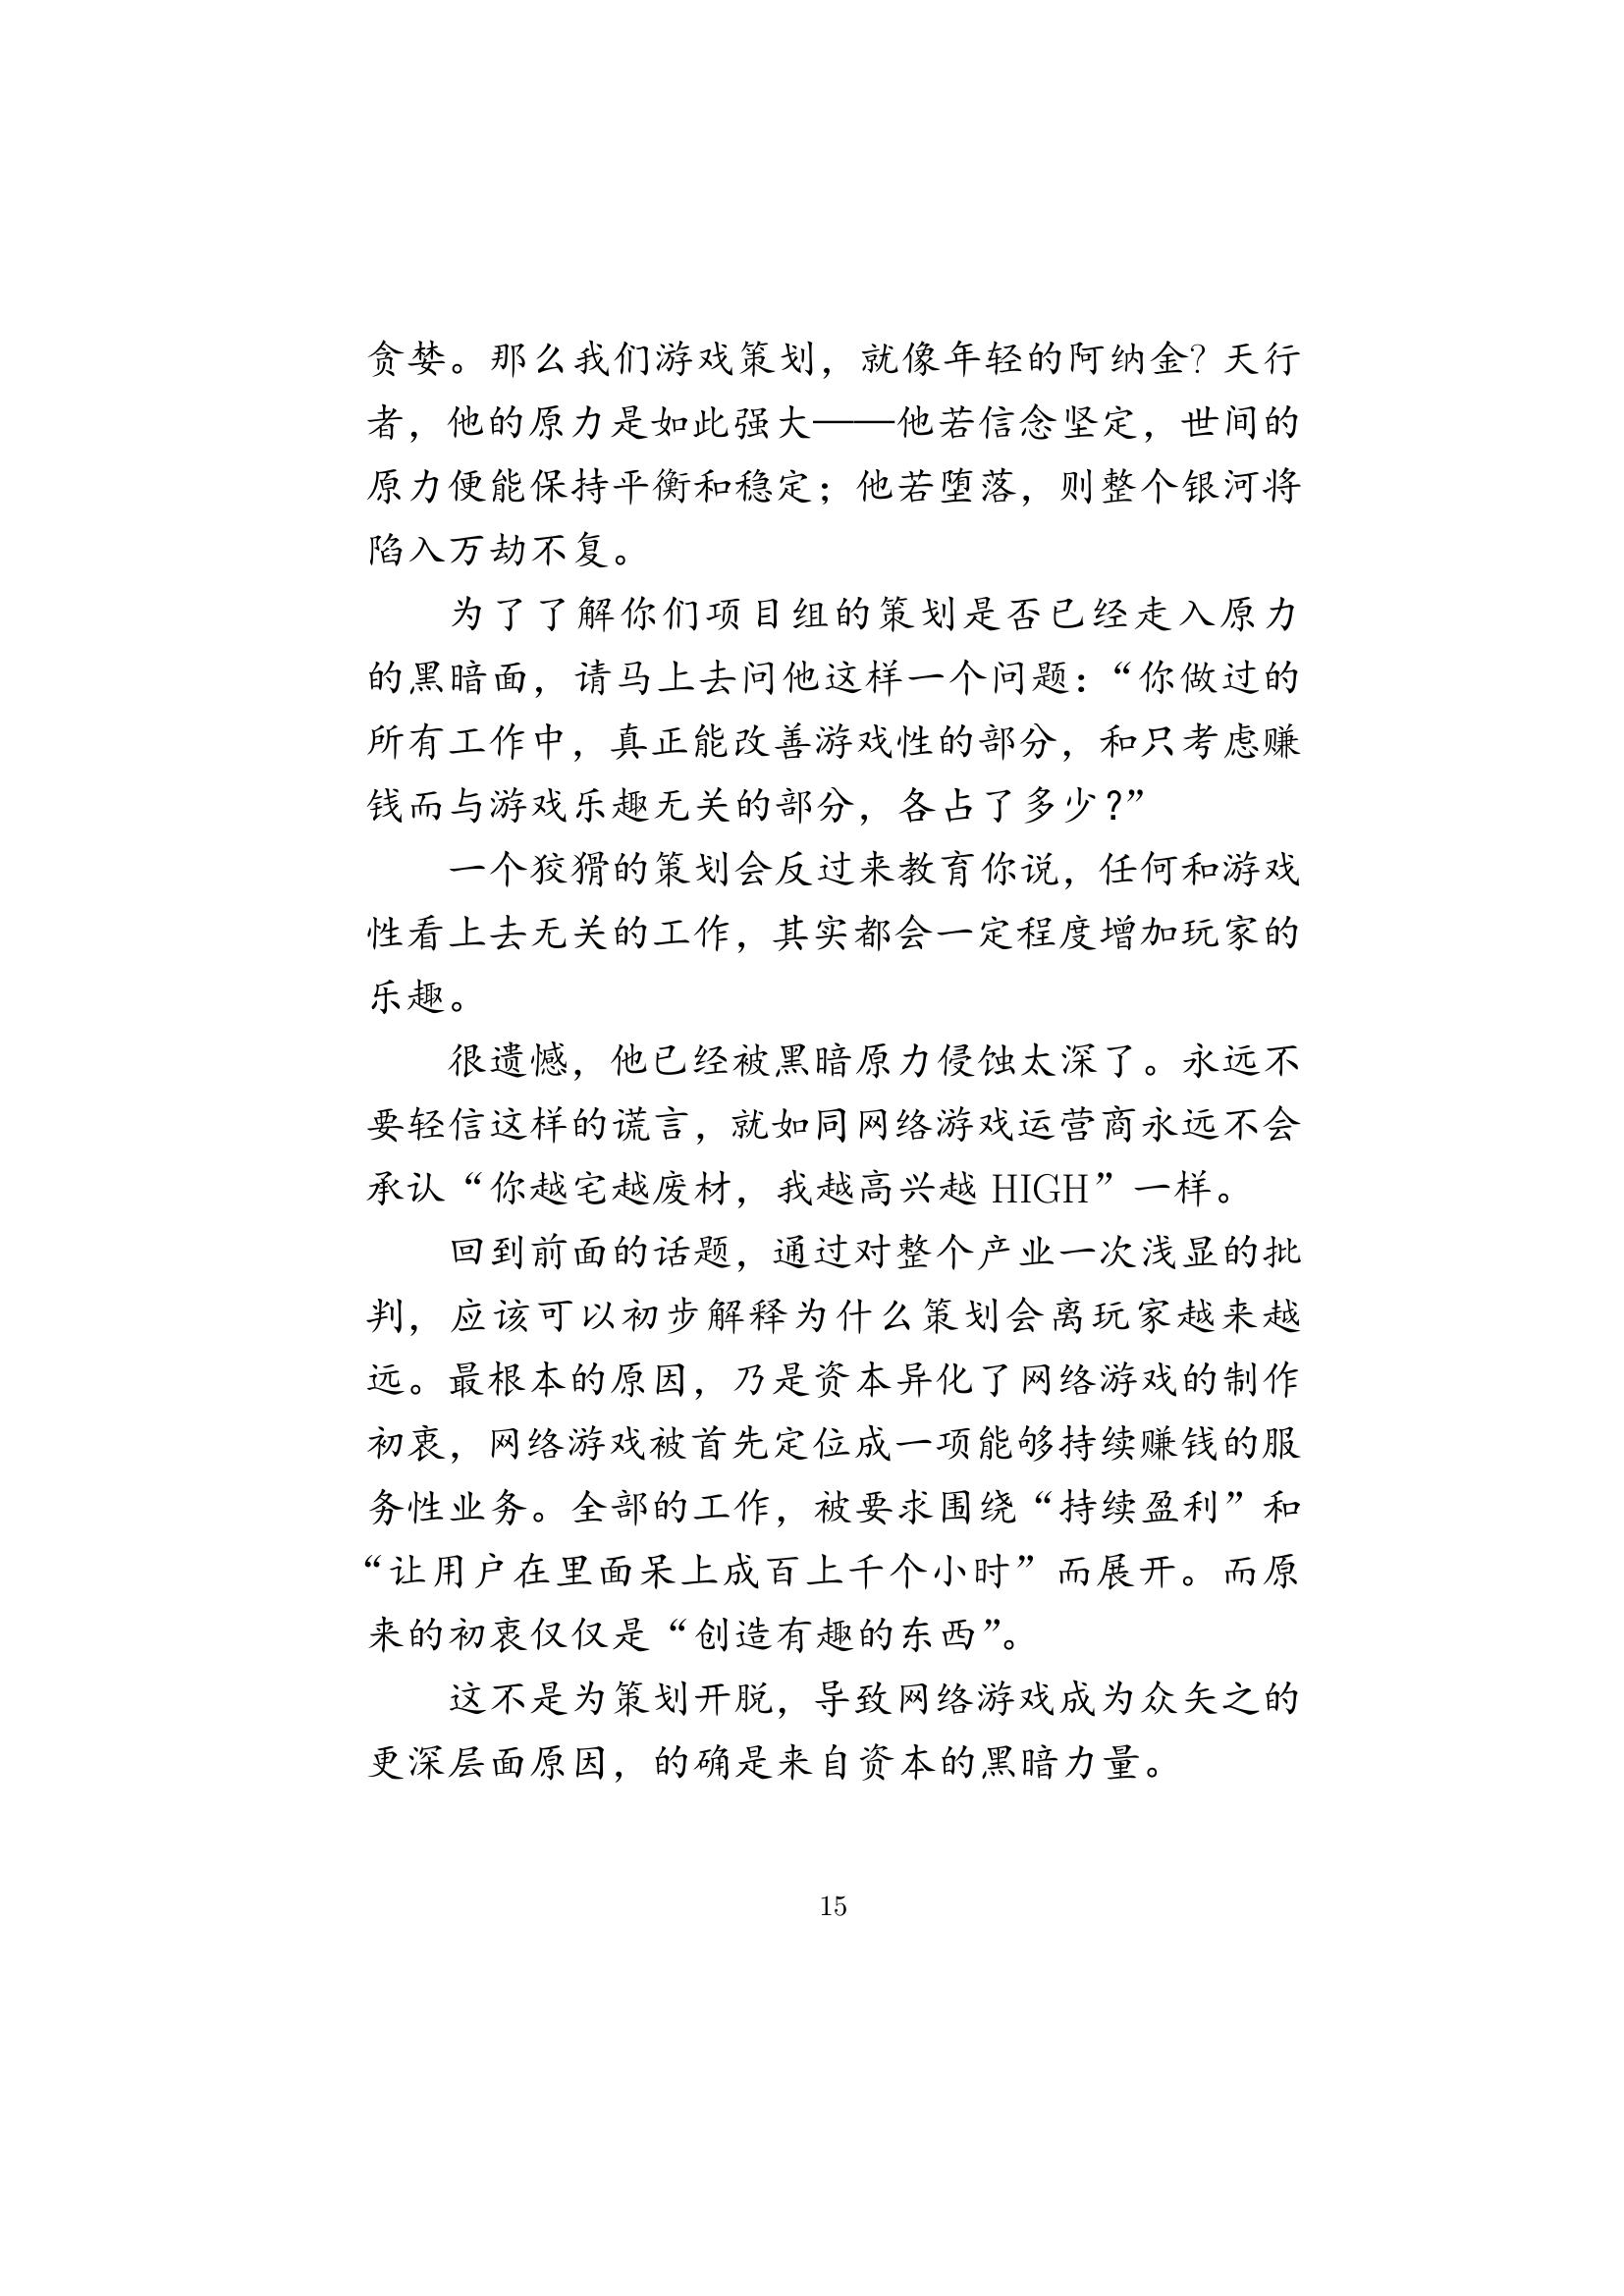 贪婪。那么我们游戏策划，就像年轻的阿纳金? 天行
者，他的原力是如此强大——他若信念坚定，世间的
原力便能保持平衡和稳定；他若堕落，则整个银河将
陷入万劫不复。
为了了解你们项目组的策划是否已经走入原力
的黑暗面，请马上去问他这样一个问题：“你做过的
所有工作中，真正能改善游戏性的部分，和只考虑赚
钱而与游戏乐趣无关的部分，各占了多少？”
一个狡猾的策划会反过来教育你说，任何和游戏
性看上去无关的工作，其实都会一定程度增加玩家的
乐趣。
很遗憾，他已经被黑暗原力侵蚀太深了。永远不
要轻信这样的谎言，就如同网络游戏运营商永远不会
承认“你越宅越废材，我越高兴越 HIGH”一样。
回到前面的话题，通过对整个产业一次浅显的批
判，应该可以初步解释为什么策划会离玩家越来越
远。最根本的原因，乃是资本异化了网络游戏的制作
初衷，网络游戏被首先定位成一项能够持续赚钱的服
务性业务。全部的工作，被要求围绕“持续盈利”和
“让用户在里面呆上成百上千个小时”而展开。而原
来的初衷仅仅是“创造有趣的东西”。
这不是为策划开脱，导致网络游戏成为众矢之的
更深层面原因，的确是来自资本的黑暗力量。
15